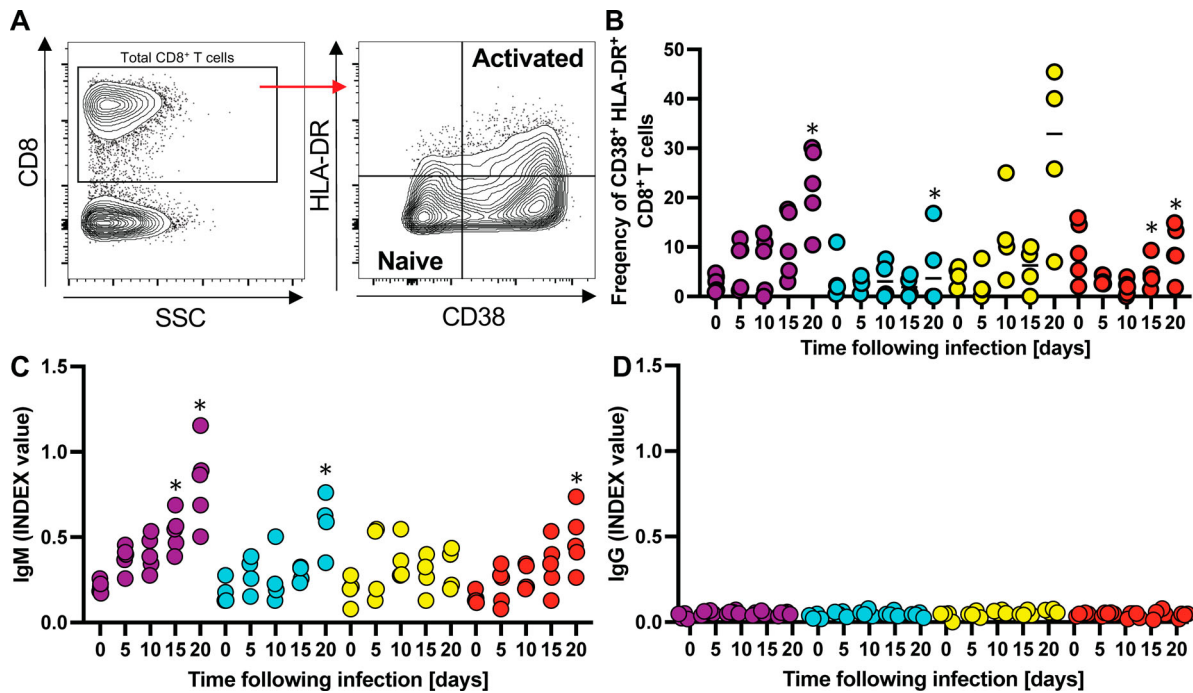 A
Total CD8+ T cells
CD8
SSC
HLA-DR
Activated
Naive
CD38
B
Freqency of CD38+ HLA-DR+
CD8+ T cells
50
40
30
20
10
0
* * * *
0 5 10 15 20 0 5 10 15 20 0 5 10 15 20 0 5 10 15 20
Time following infection [days]
C
IgM (INDEX value)
1.5
1.0
0.5
0.0
* * * *
0 5 10 15 20 0 5 10 15 20 0 5 10 15 20 0 5 10 15 20
Time following infection [days]
D
IgG (INDEX value)
1.5
1.0
0.5
0.0
0 5 10 15 20 0 5 10 15 20 0 5 10 15 20 0 5 10 15 20
Time following infection [days]